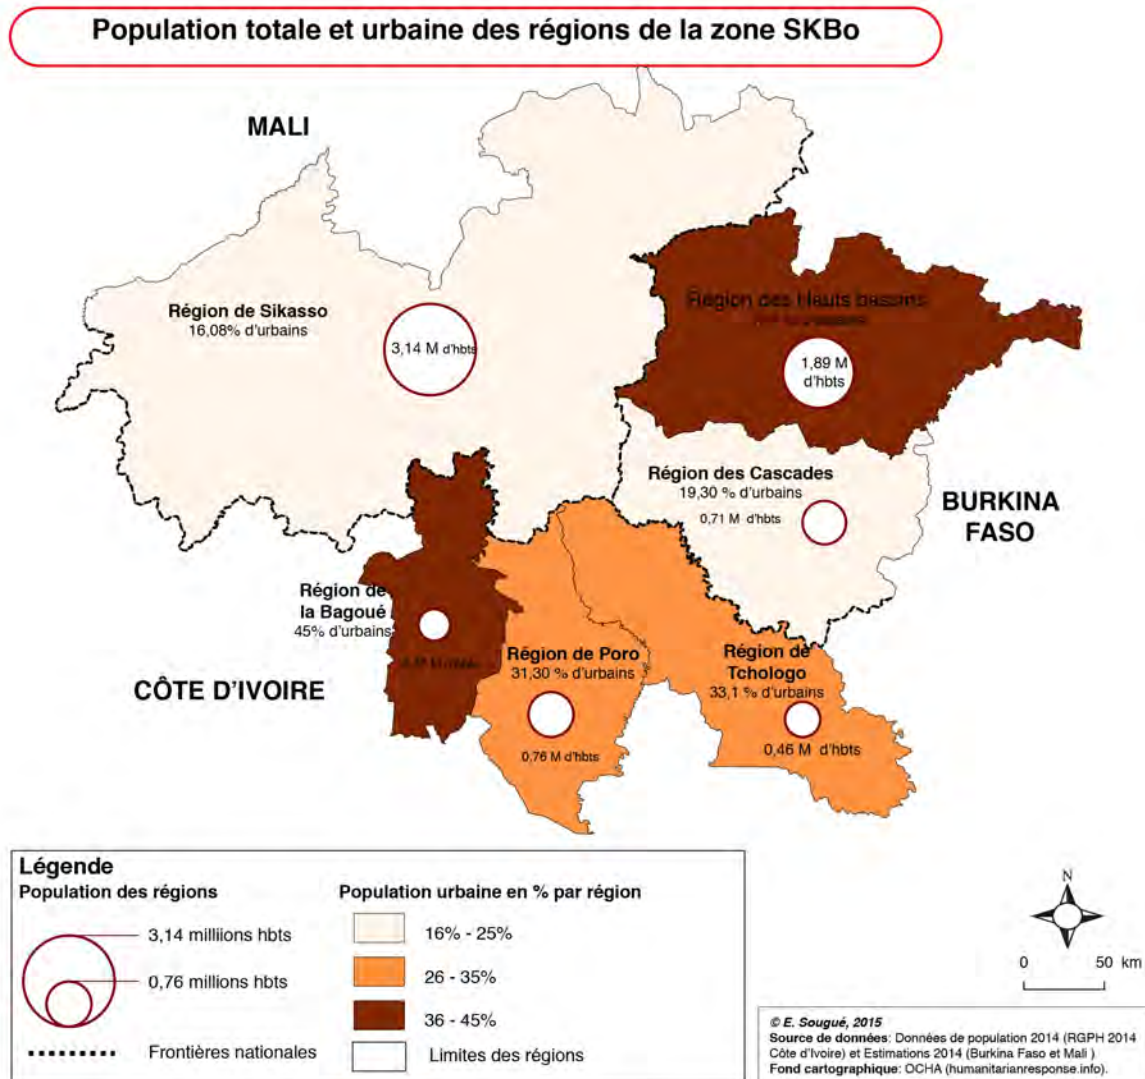 Population totale et urbaine des régions de la zone SKBo
MALI
Région de Sikasso
16,08% d'urbains
3,14 M d'hbts
Région des Hauts bassins
1,89 M
d'hbts
Région des Cascades
19,30 % d'urbains
0,71 M d'hbts
BURKINA
FASO
Région de
la Bagoué
45% d'urbains
CÔTE D'IVOIRE
Région de Poro
31,30 % d'urbains
0,76 M d'hbts
Région de
Tchologo
33,1 % d'urbains
0,46 M d'hbts
Légende
Population des régions
3,14 milliions hbts
0,76 millions hbts
Frontières nationales
Population urbaine en % par région
16% - 25%
26 - 35%
36 - 45%
Limites des régions
N
0 50 km
© E. Sougué, 2015
Source de données: Données de population 2014 (RGPH 2014
Côte d'Ivoire) et Estimations 2014 (Burkina Faso et Mali )
Fond cartographique: OCHA (humanitarianresponse.info).